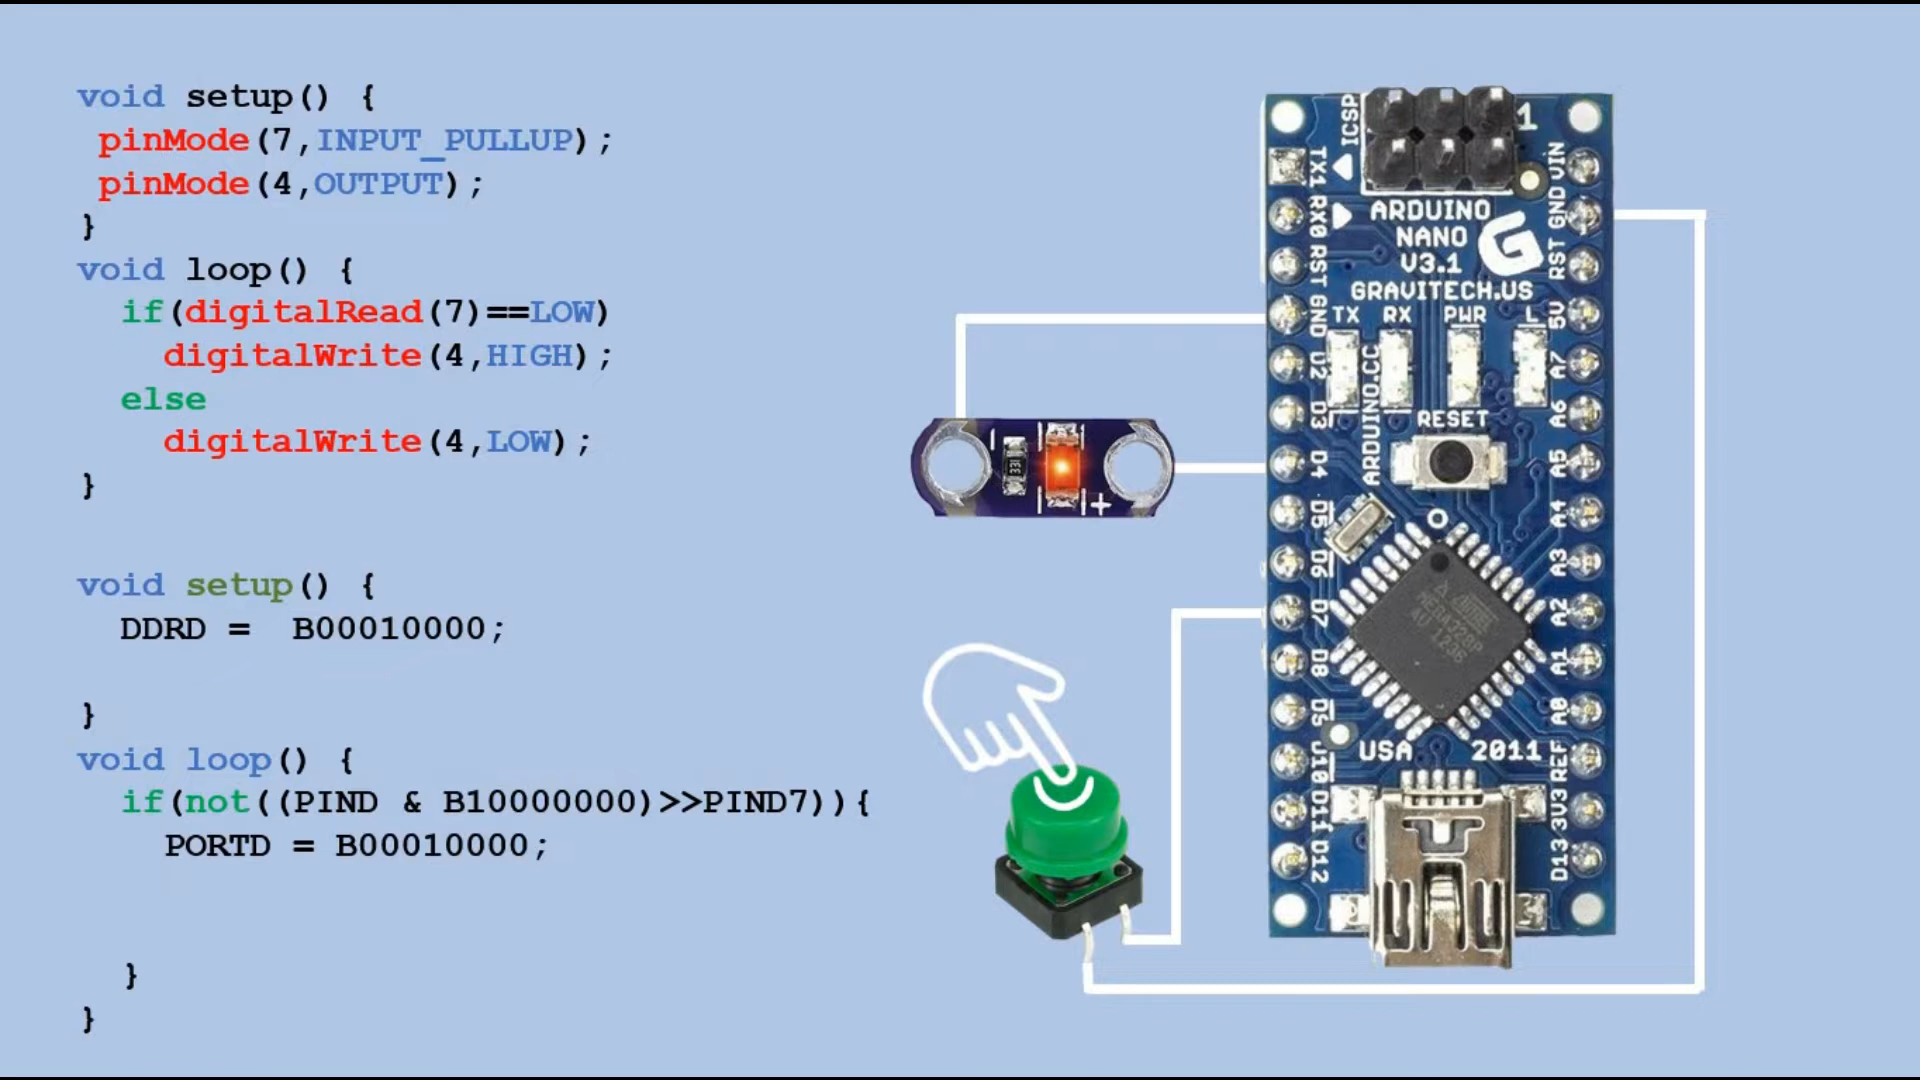 void setup() {
pinMode(7,INPUT_PULLUP);
pinMode(4,OUTPUT);
}
void loop() {
if(digitalRead(7)==LOW)
digitalWrite(4,HIGH);
else
digitalWrite(4,LOW);
}
void setup() {
DDRD = B00010000;
}
void loop() {
if(not((PIND & B10000000)>>PIND7)){
PORTD = B00010000;
}
}
ICSP
1
TX1
RX0
RST
GND
D3
D4
D5
D6
D7
D8
D11
D12
VIN
GND
RST
5V
A7
A6
A5
A4
A3
A2
A1
A0
REF
3V3
D13
ARDUINO
NANO
V3.1
GRAVITECH.US
TX RX PWR L
ARDUINO.CC
RESET
USA 2011
331
+